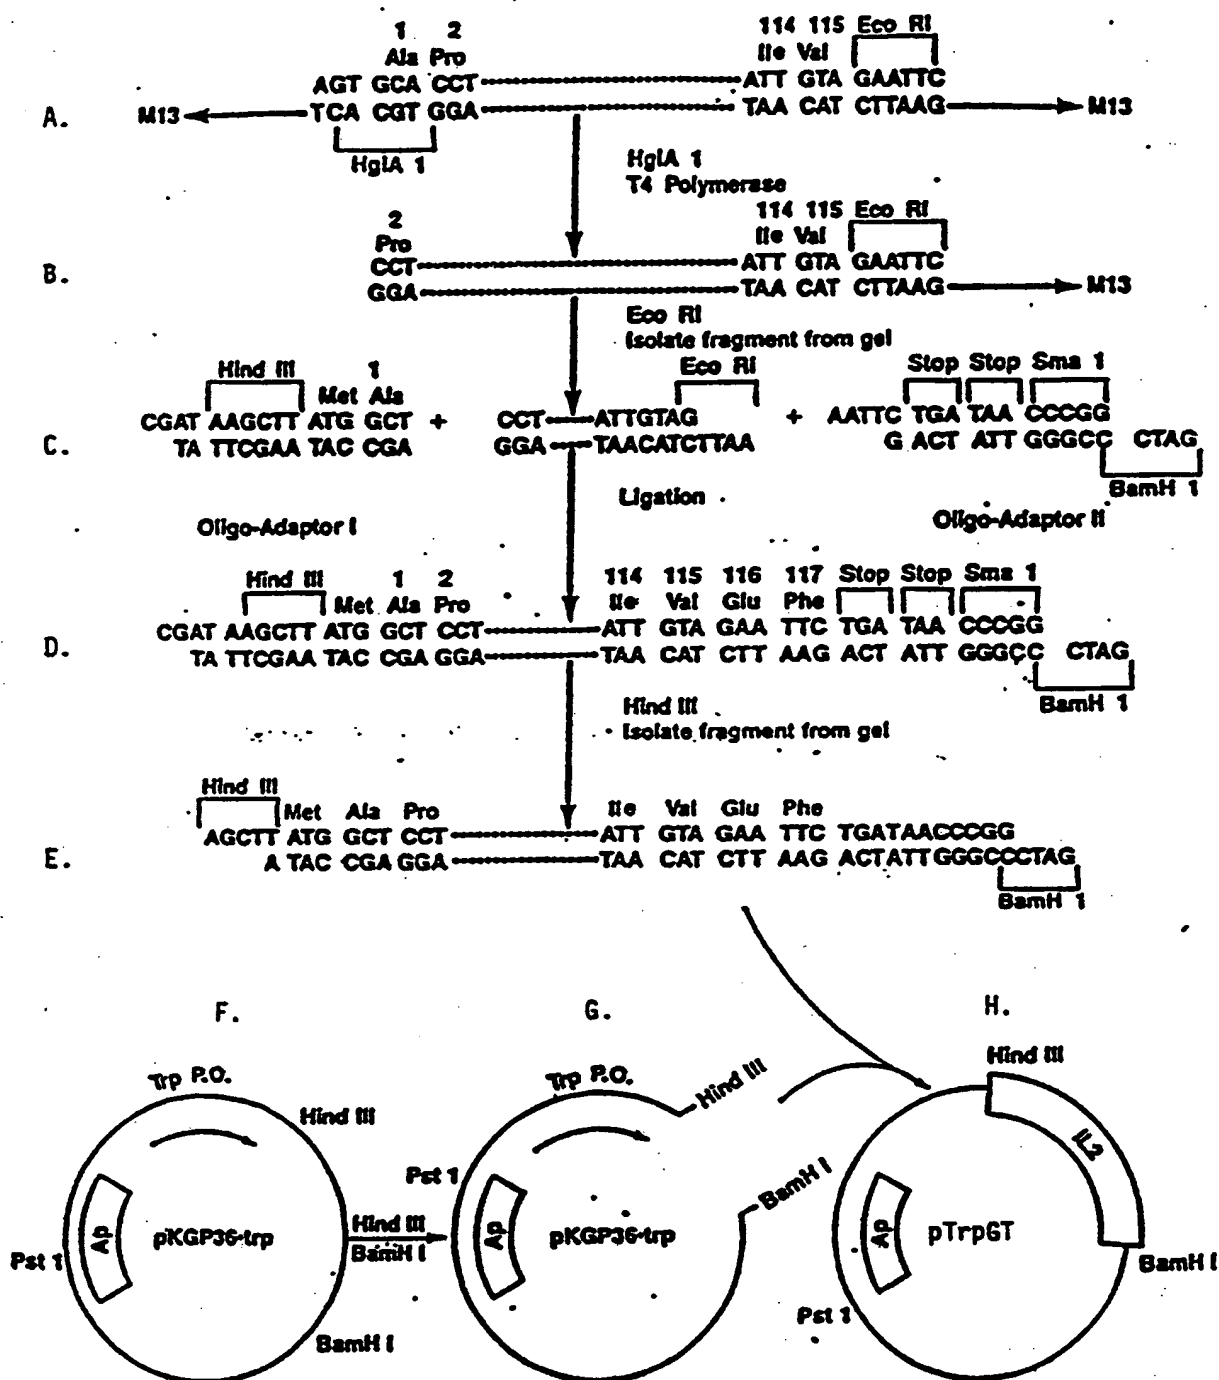 1 2 114 115 Eco RI
Ala Pro Ile Val
AGT GCA CCT ATT GTA GAATTC
A. M13 TCA CGT GGA TAA CAT CTTAAG M13
HgiA 1
HgiA 1
T4 Polymerase
2 114 115 Eco RI
Pro Ile Val
CCT ATT GTA GAATTC
B. GGA TAA CAT CTTAAG M13
Eco RI
Isolate fragment from gel
Hind III 1 Eco RI Stop Stop Sma 1
Met Ala
CGAT AAGCTT ATG GCT + CCT ATTGTAG + AATTC TGA TAA CCCGG
C. TA TTCGAA TAC CGA GGA TAACATCTTAA G ACT ATT GGGCC CTAG
BamH 1
Ligation
Oligo-Adaptor I Oligo-Adaptor II
Hind III 1 2 114 115 116 117 Stop Stop Sma 1
Met Ala Pro Ile Val Glu Phe
CGAT AAGCTT ATG GCT CCT ATT GTA GAA TTC TGA TAA CCCGG
D. TA TTCGAA TAC CGA GGA TAA CAT CTT AAG ACT ATT GGGCC CTAG
BamH 1
Hind III
Isolate fragment from gel
Hind III
Met Ala Pro Ile Val Glu Phe
AGCTT ATG GCT CCT ATT GTA GAA TTC TGATAACCCGG
E. A TAC CGA GGA TAA CAT CTT AAG ACTATTGGGCCCTAG
BamH 1
F. G. H.
Hind III
Trp P.O. Trp P.O. Hind III
Hind III
IL2
Pst 1 BamH I
Ap pKGP36-trp Hind III Ap pKGP36-trp Ap pTrpGT
BamH I
Pst 1 BamH I
Pst 1
BamH I